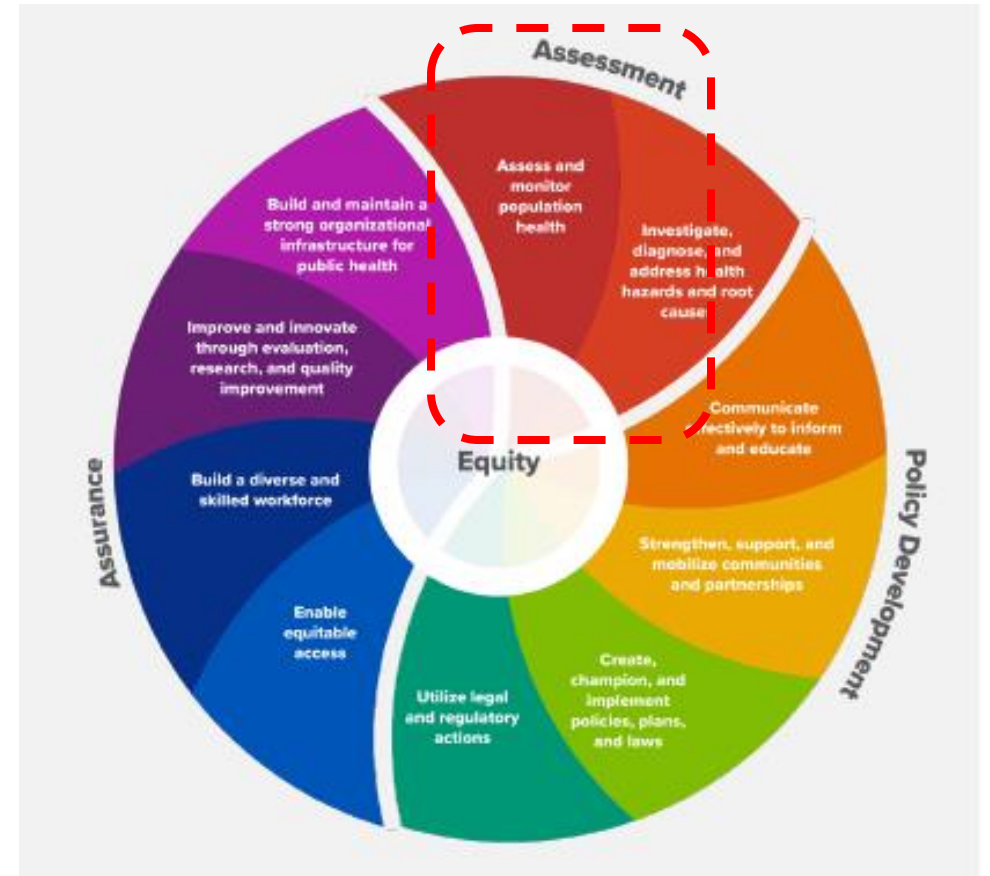 Assessment
Assess and
monitor
population
health
Investigate,
diagnose, and
address health
hazards and root
causes
Communicate
effectively to inform
and educate
Policy Development
Strengthen, support, and
mobilize communities
and partnerships
Create,
champion, and
implement
policies, plans,
and laws
Utilize legal
and regulatory
actions
Enable
equitable
access
Assurance
Build a diverse and
skilled workforce
Improve and innovate
through evaluation,
research, and quality
improvement
Build and maintain a
strong organizational
infrastructure for
public health
Equity